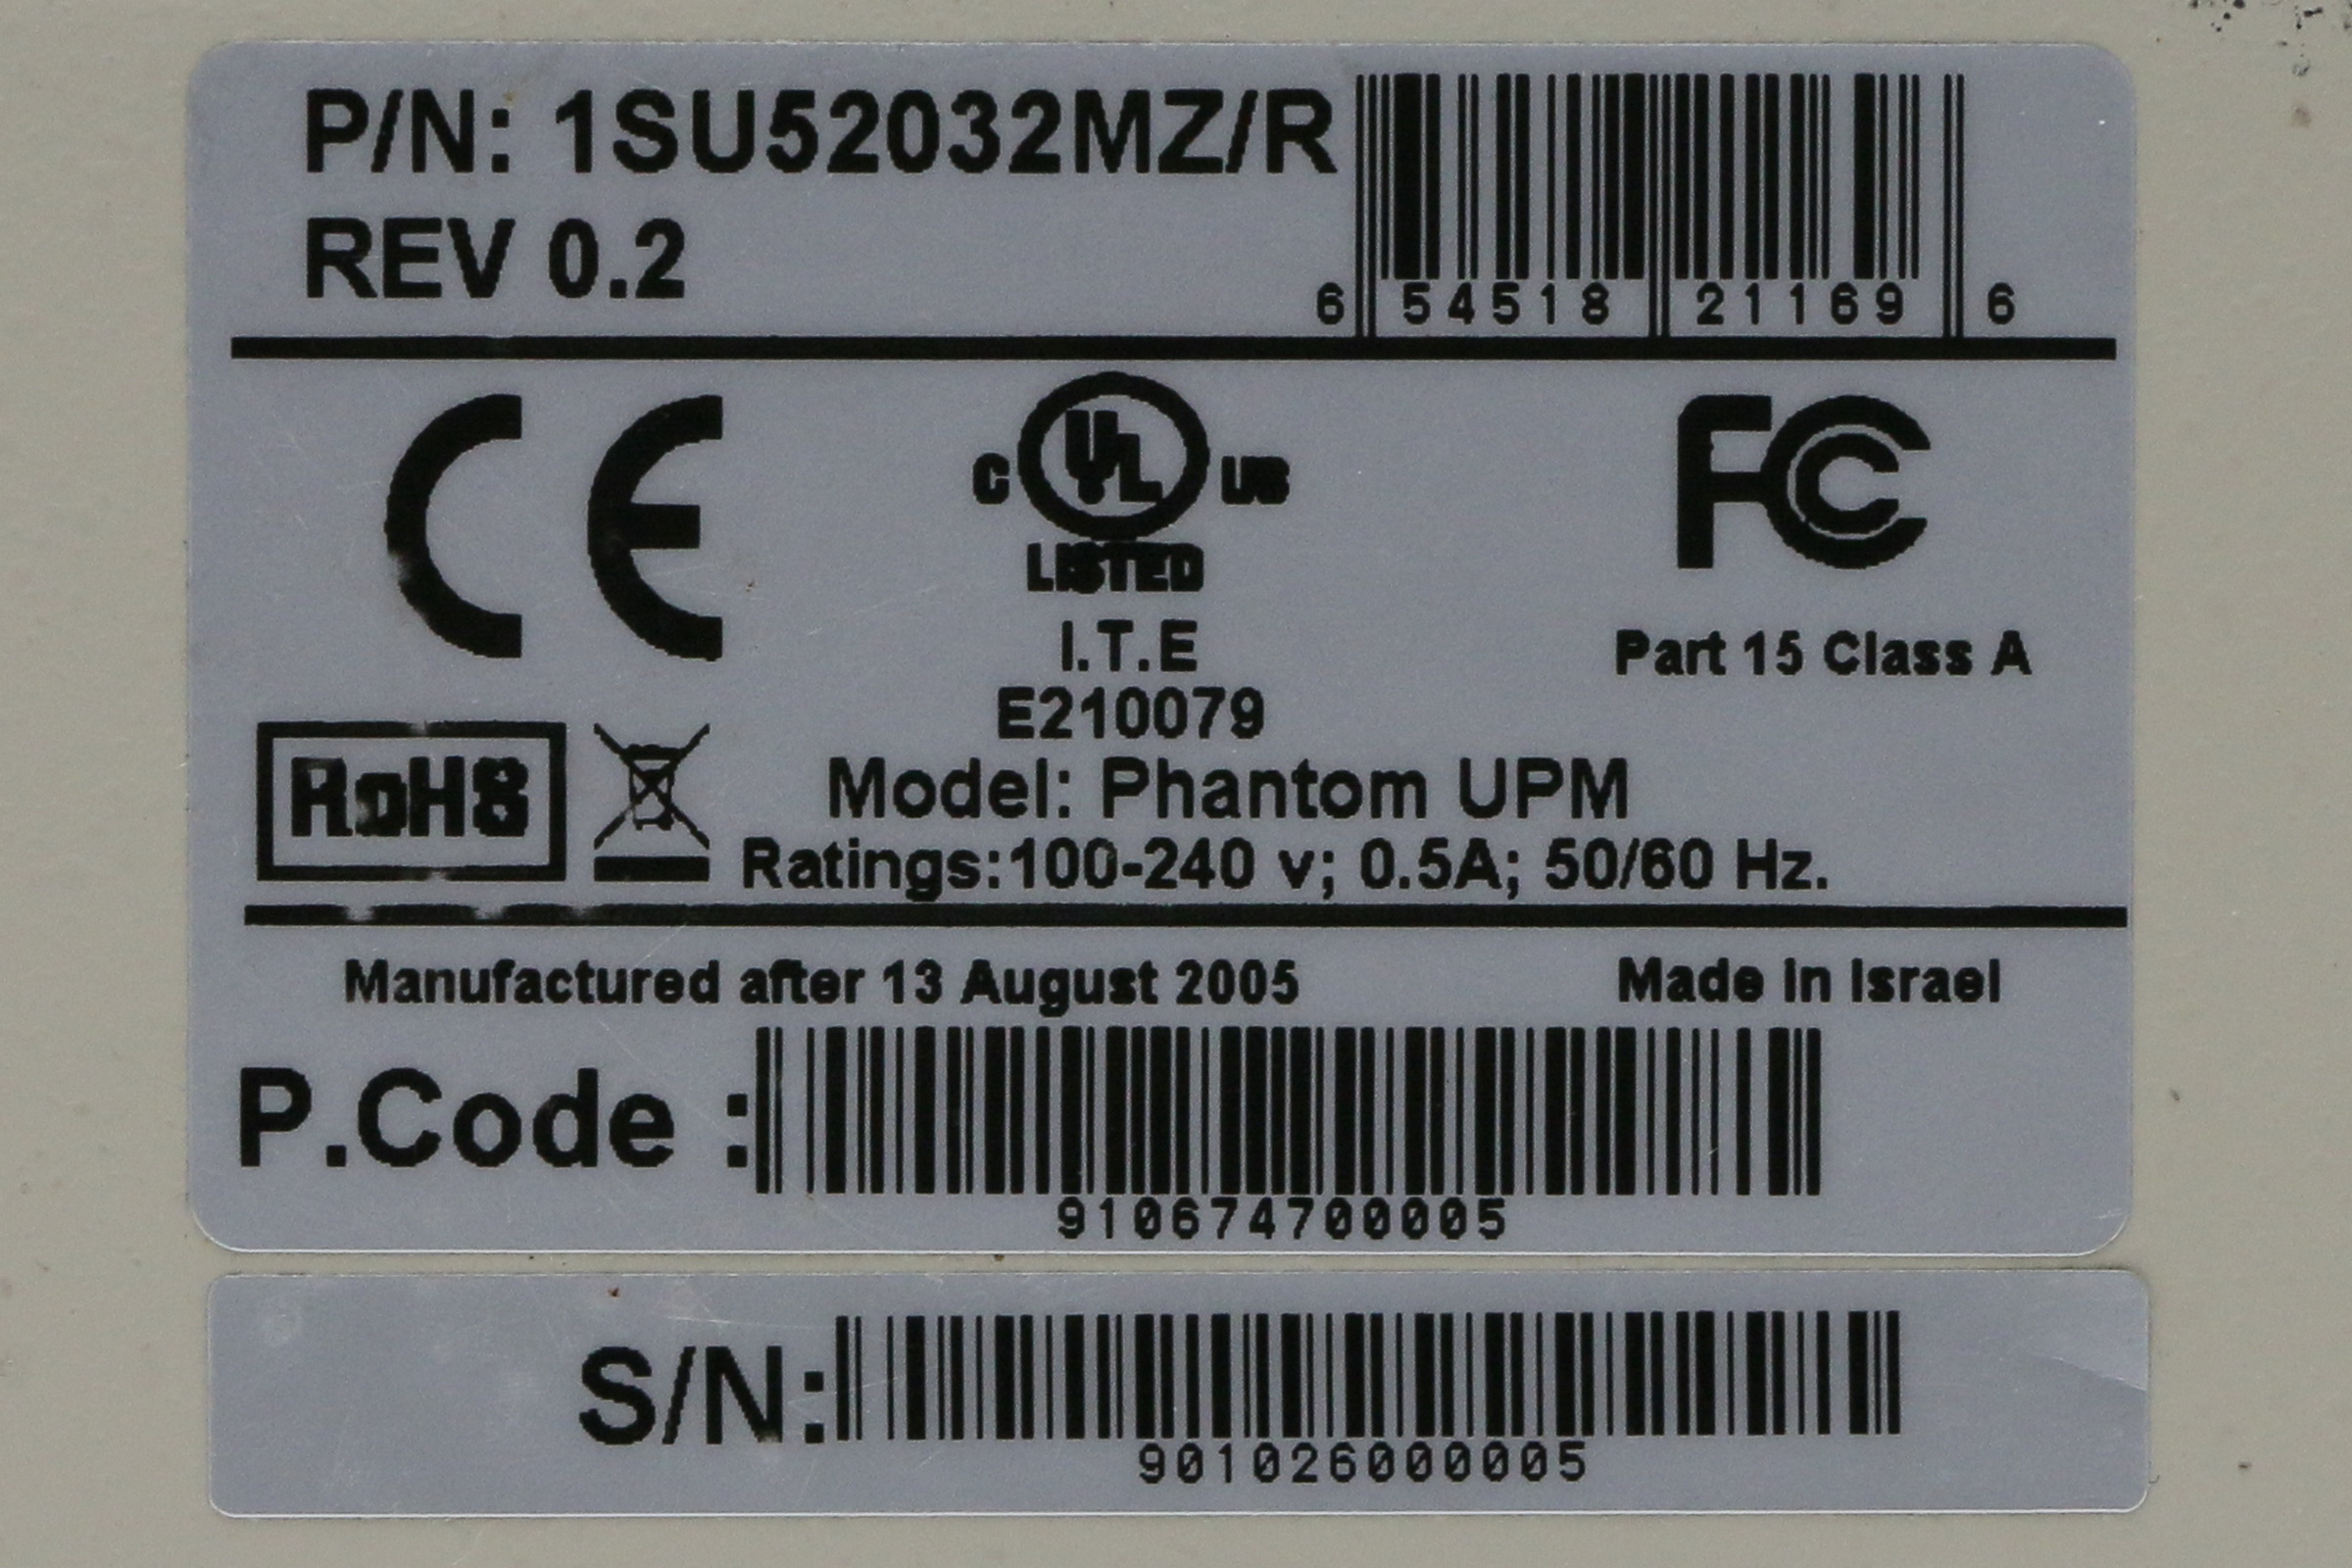 P/N: 1SU52032MZ/R
REV 0.2
6 54518 21169 6
CE
C UL US
LISTED
I.T.E
E210079
FCC
Part 15 Class A
RoHS
Model: Phantom UPM
Ratings:100-240 v; 0.5A; 50/60 Hz.
Manufactured after 13 August 2005
Made in Israel
P.Code :
910674700005
S/N:
901026000005